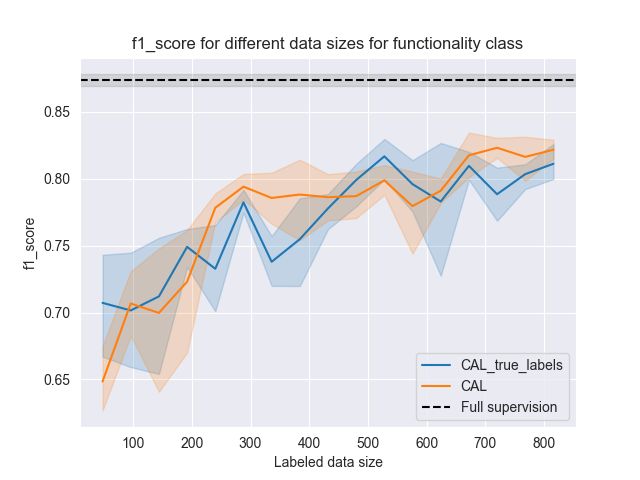 f1_score for different data sizes for functionality class
f1_score
0.85
0.80
0.75
0.70
0.65
100 200 300 400 500 600 700 800
Labeled data size
CAL_true_labels
CAL
Full supervision